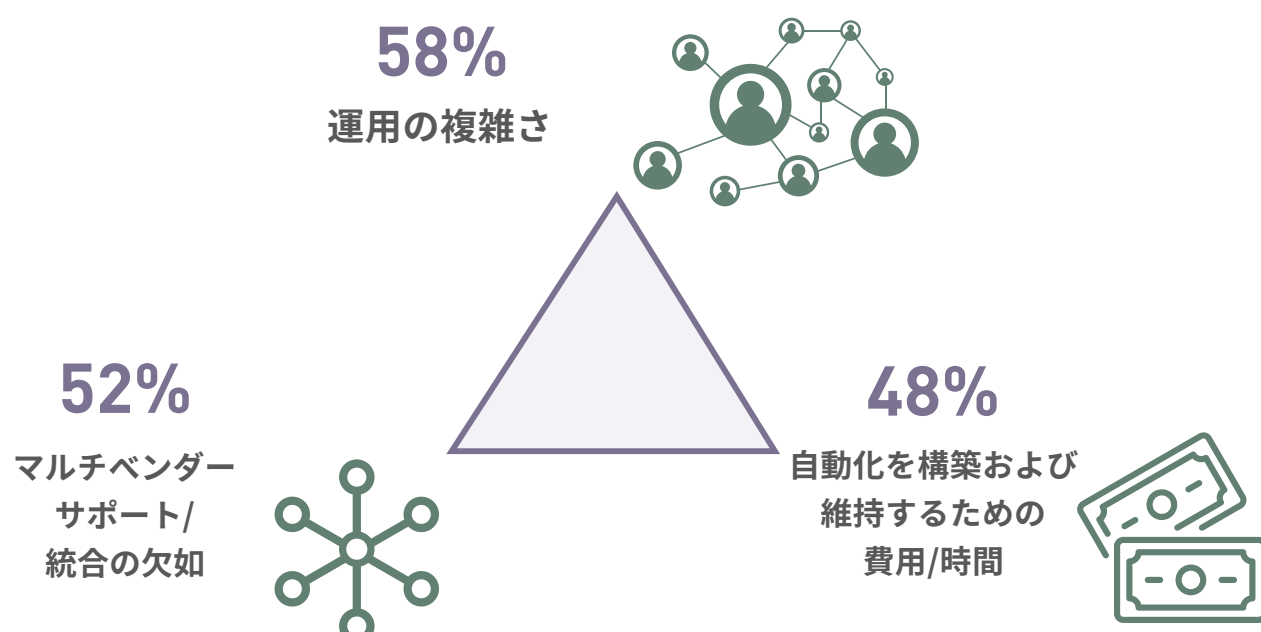 58%
運用の複雑さ
52%
マルチベンダー
サポート/
統合の欠如
48%
自動化を構築および
維持するための
費用/時間